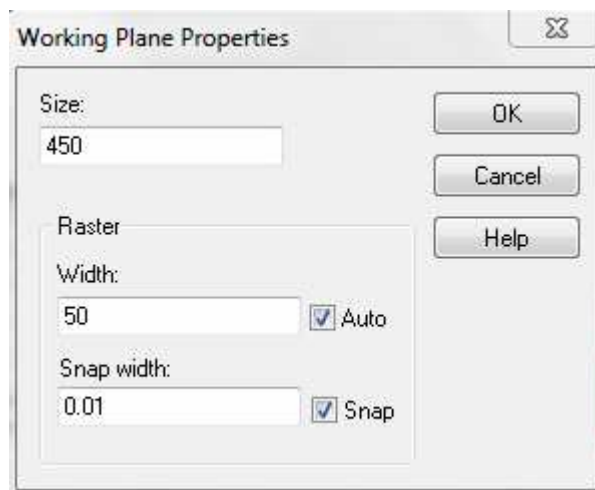 Working Plane Properties
Size:
450
OK
Cancel
Help
Raster
Width:
50
Auto
Snap width:
0.01
Snap